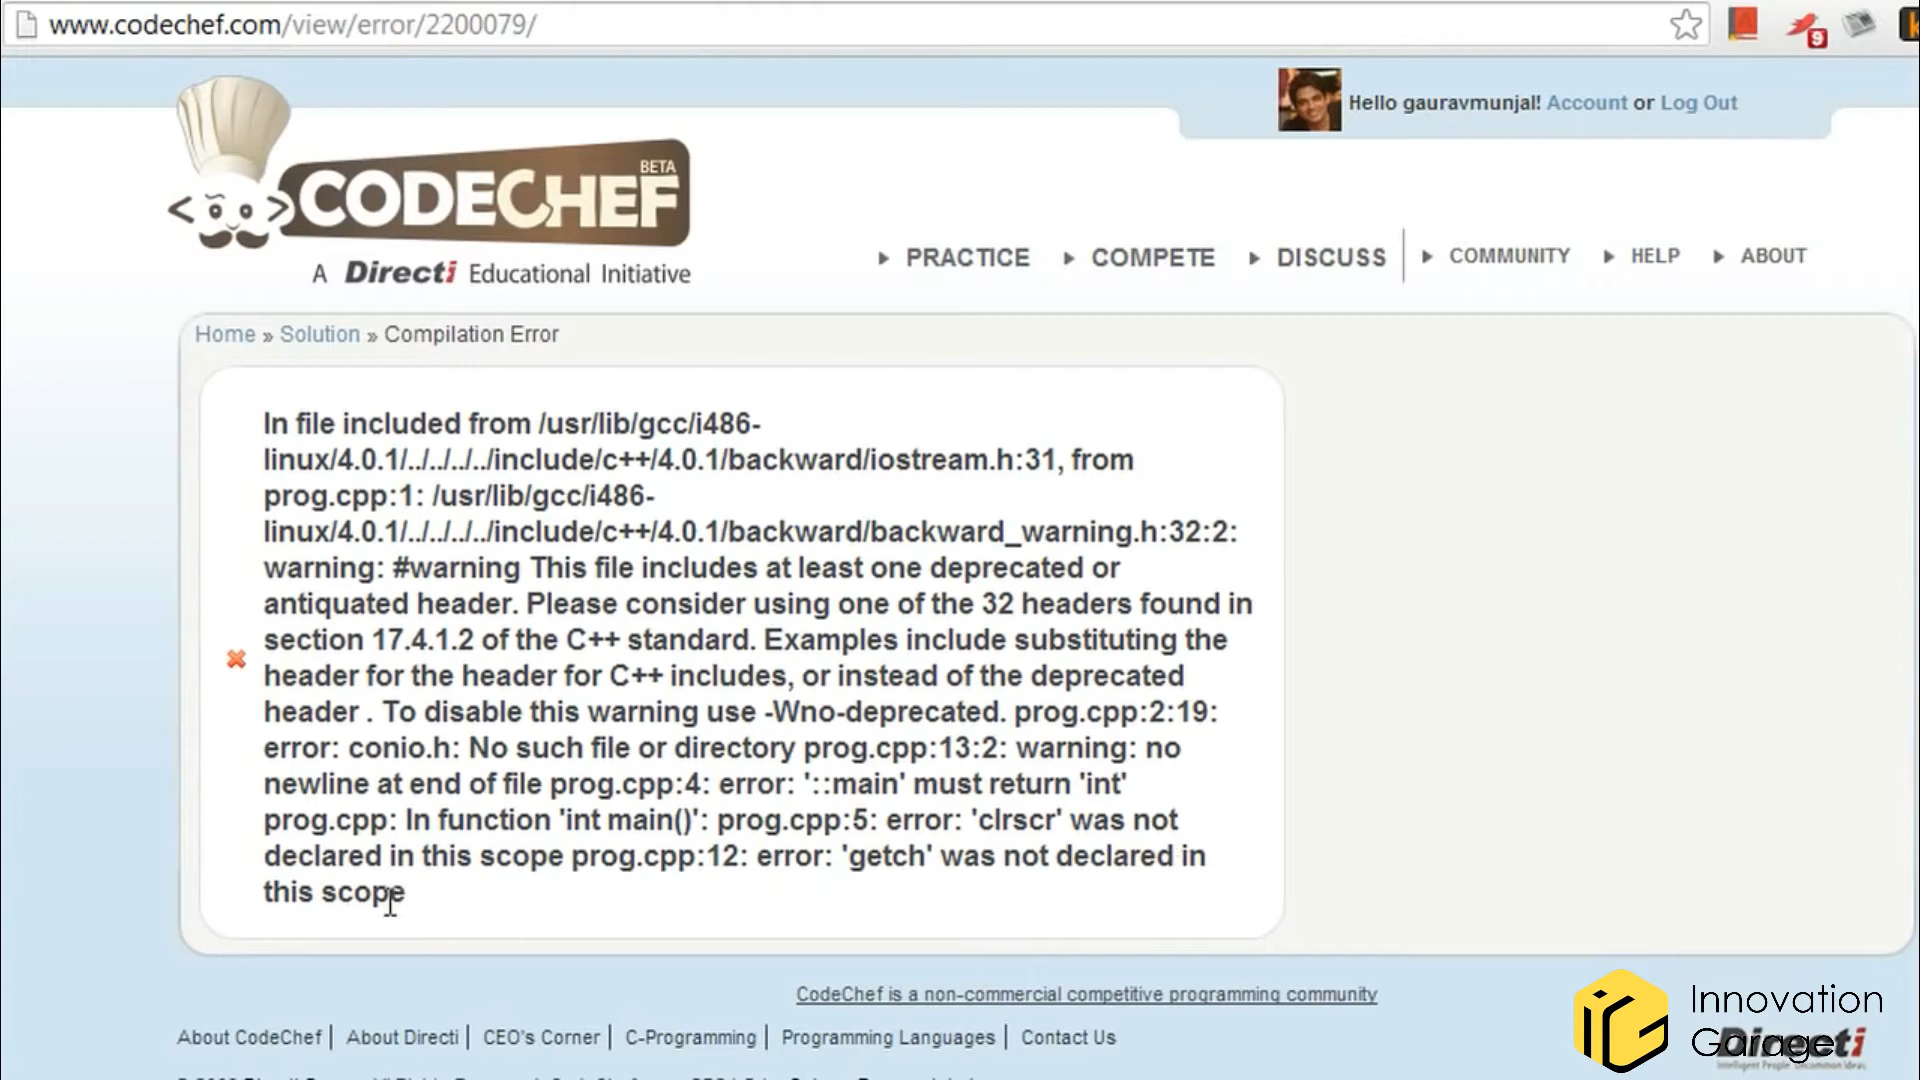 www.codechef.com/view/error/2200079/
9
Hello gauravmunjal! Account or Log Out
BETA
CODECHEF
A Directi Educational Initiative
PRACTICE COMPETE DISCUSS COMMUNITY HELP ABOUT
Home » Solution » Compilation Error
In file included from /usr/lib/gcc/i486-
linux/4.0.1/../../../../include/c++/4.0.1/backward/iostream.h:31, from
prog.cpp:1: /usr/lib/gcc/i486-
linux/4.0.1/../../../../include/c++/4.0.1/backward/backward_warning.h:32:2:
warning: #warning This file includes at least one deprecated or
antiquated header. Please consider using one of the 32 headers found in
section 17.4.1.2 of the C++ standard. Examples include substituting the
header for the header for C++ includes, or instead of the deprecated
header . To disable this warning use -Wno-deprecated. prog.cpp:2:19:
error: conio.h: No such file or directory prog.cpp:13:2: warning: no
newline at end of file prog.cpp:4: error: '::main' must return 'int'
prog.cpp: In function 'int main()': prog.cpp:5: error: 'clrscr' was not
declared in this scope prog.cpp:12: error: 'getch' was not declared in
this scope
CodeChef is a non-commercial competitive programming community
About CodeChef | About Directi | CEO's Corner | C-Programming | Programming Languages | Contact Us
iG
Innovation
Garage
Directi